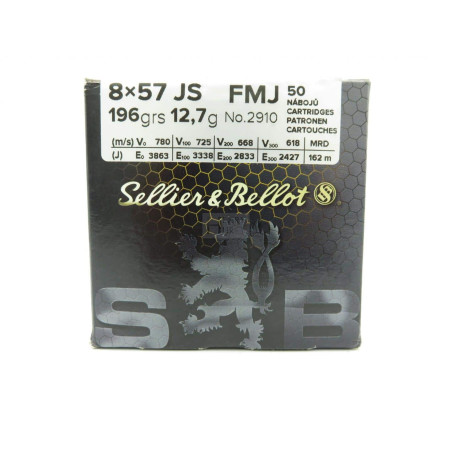 8×57 JS FMJ 50
NÁBOJŮ
CARTRIDGES
PATRONEN
CARTOUCHES
196grs 12,7g No.2910
(m/s) V0 780 V100 725 V200 668 V300 618 MRD
(J) E0 3863 E100 3338 E200 2833 E300 2427 162 m
Sellier & Bellot S
S B